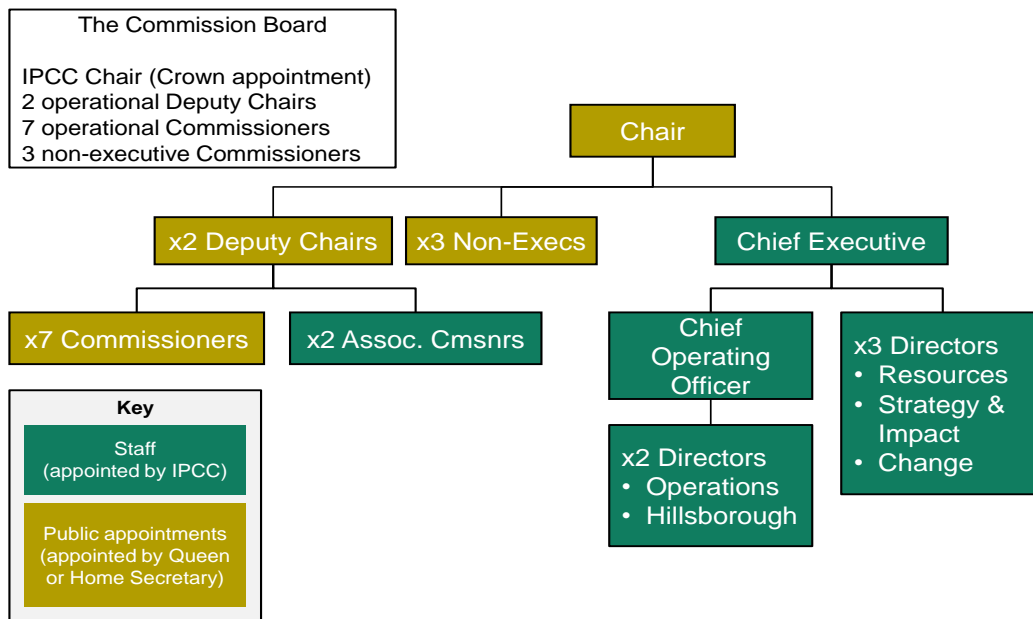 The Commission Board
IPCC Chair (Crown appointment)
2 operational Deputy Chairs
7 operational Commissioners
3 non-executive Commissioners
Chair
x2 Deputy Chairs
x3 Non-Execs
Chief Executive
x7 Commissioners
x2 Assoc. Cmsnrs
Chief
Operating
Officer
x3 Directors
• Resources
• Strategy &
Impact
• Change
x2 Directors
• Operations
• Hillsborough
Key
Staff
(appointed by IPCC)
Public appointments
(appointed by Queen
or Home Secretary)